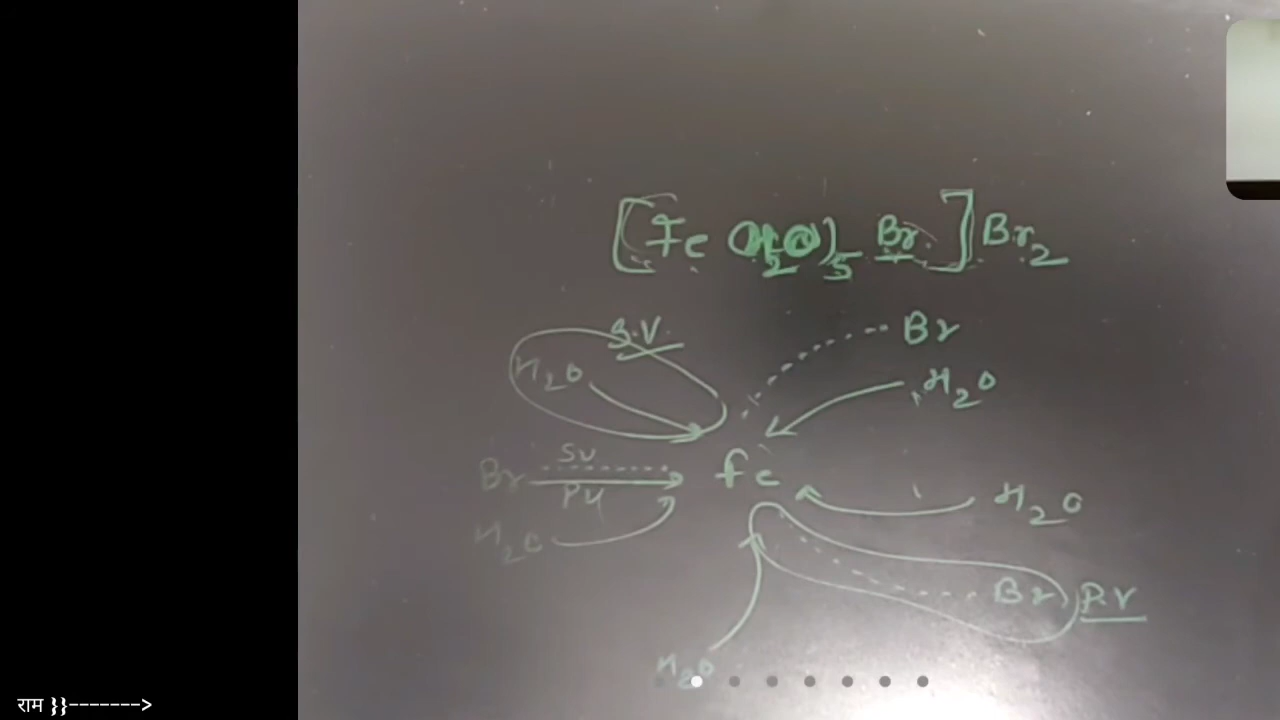 [Fe (H2O)5 Br] Br2
S.V.
Br
H2O
H2O
Br SV Fe
PV
H2O
H2O
Br P.V
H2O
राम }}------->